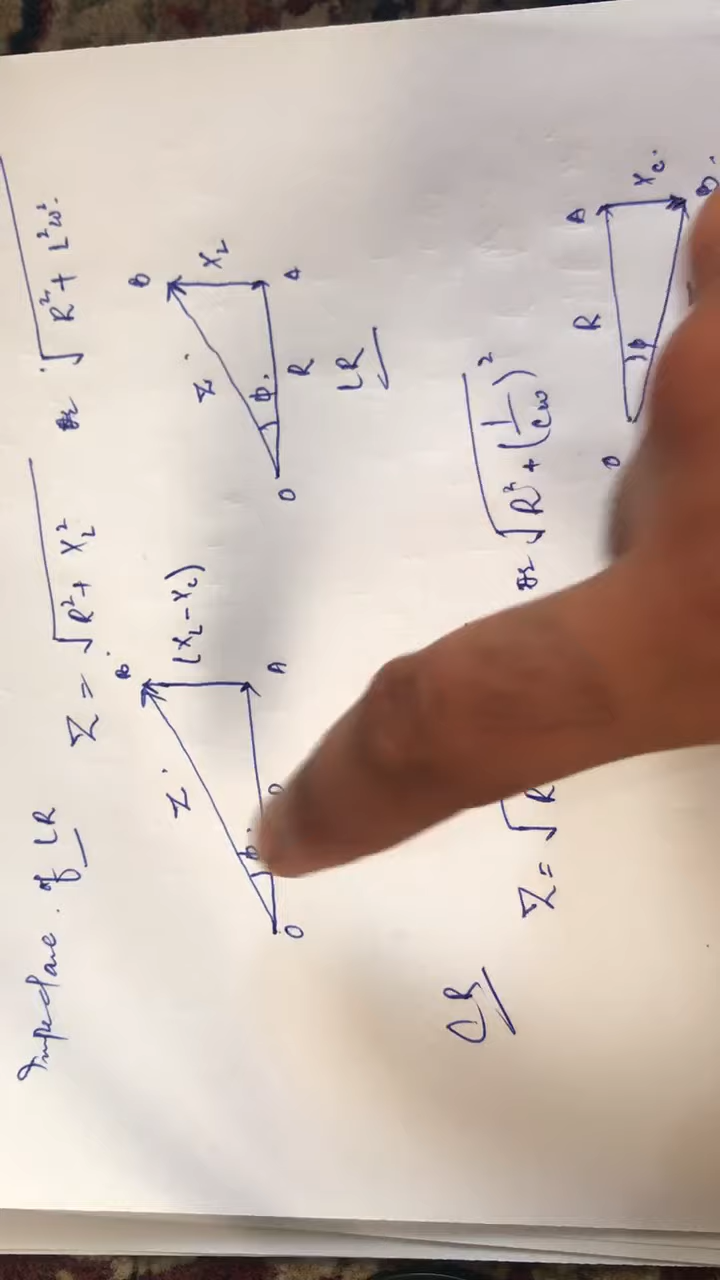 Impedance. of LR Z = √R² + X_L² or √R² + L²ω².
B
Z.
(X_L - X_C)
O
A
B
Z.
X_L
ϕ.
O
R
A
LR
CR
Z = √R
or √R² + (1/Cω)²
A
R
X_C.
ϕ
O